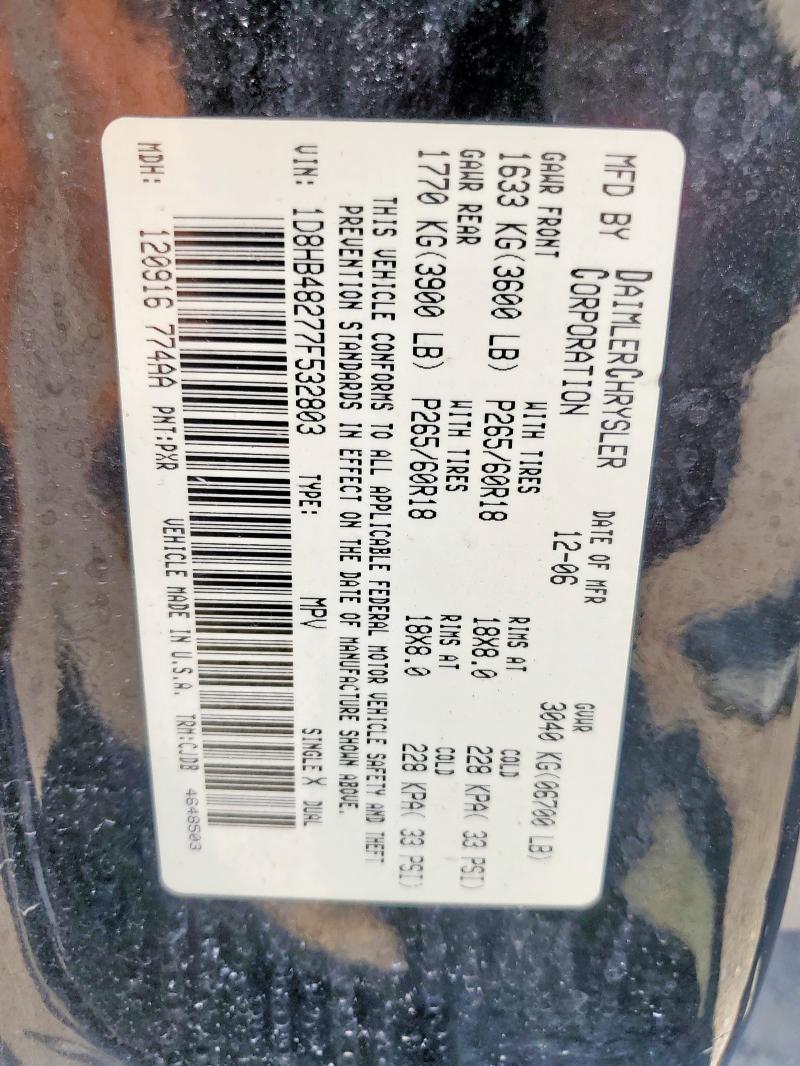 MFD BY DAIMLERCHRYSLER CORPORATION
DATE OF MFR 12-06
GVWR 3040 KG(06700 LB)
GAWR FRONT WITH TIRES RIMS AT COLD
1633 KG(3600 LB) P265/60R18 18X8.0 228 KPA( 33 PSI)
GAWR REAR WITH TIRES RIMS AT COLD
1770 KG(3900 LB) P265/60R18 18X8.0 228 KPA( 33 PSI)
THIS VEHICLE CONFORMS TO ALL APPLICABLE FEDERAL MOTOR VEHICLE SAFETY AND THEFT
PREVENTION STANDARDS IN EFFECT ON THE DATE OF MANUFACTURE SHOWN ABOVE.
VIN: 1D8HB48277F532803 TYPE: MPV SINGLE X DUAL
MDH: 120916 774AA PNT:PXR VEHICLE MADE IN U.S.A. TRM:CJDB 4648503